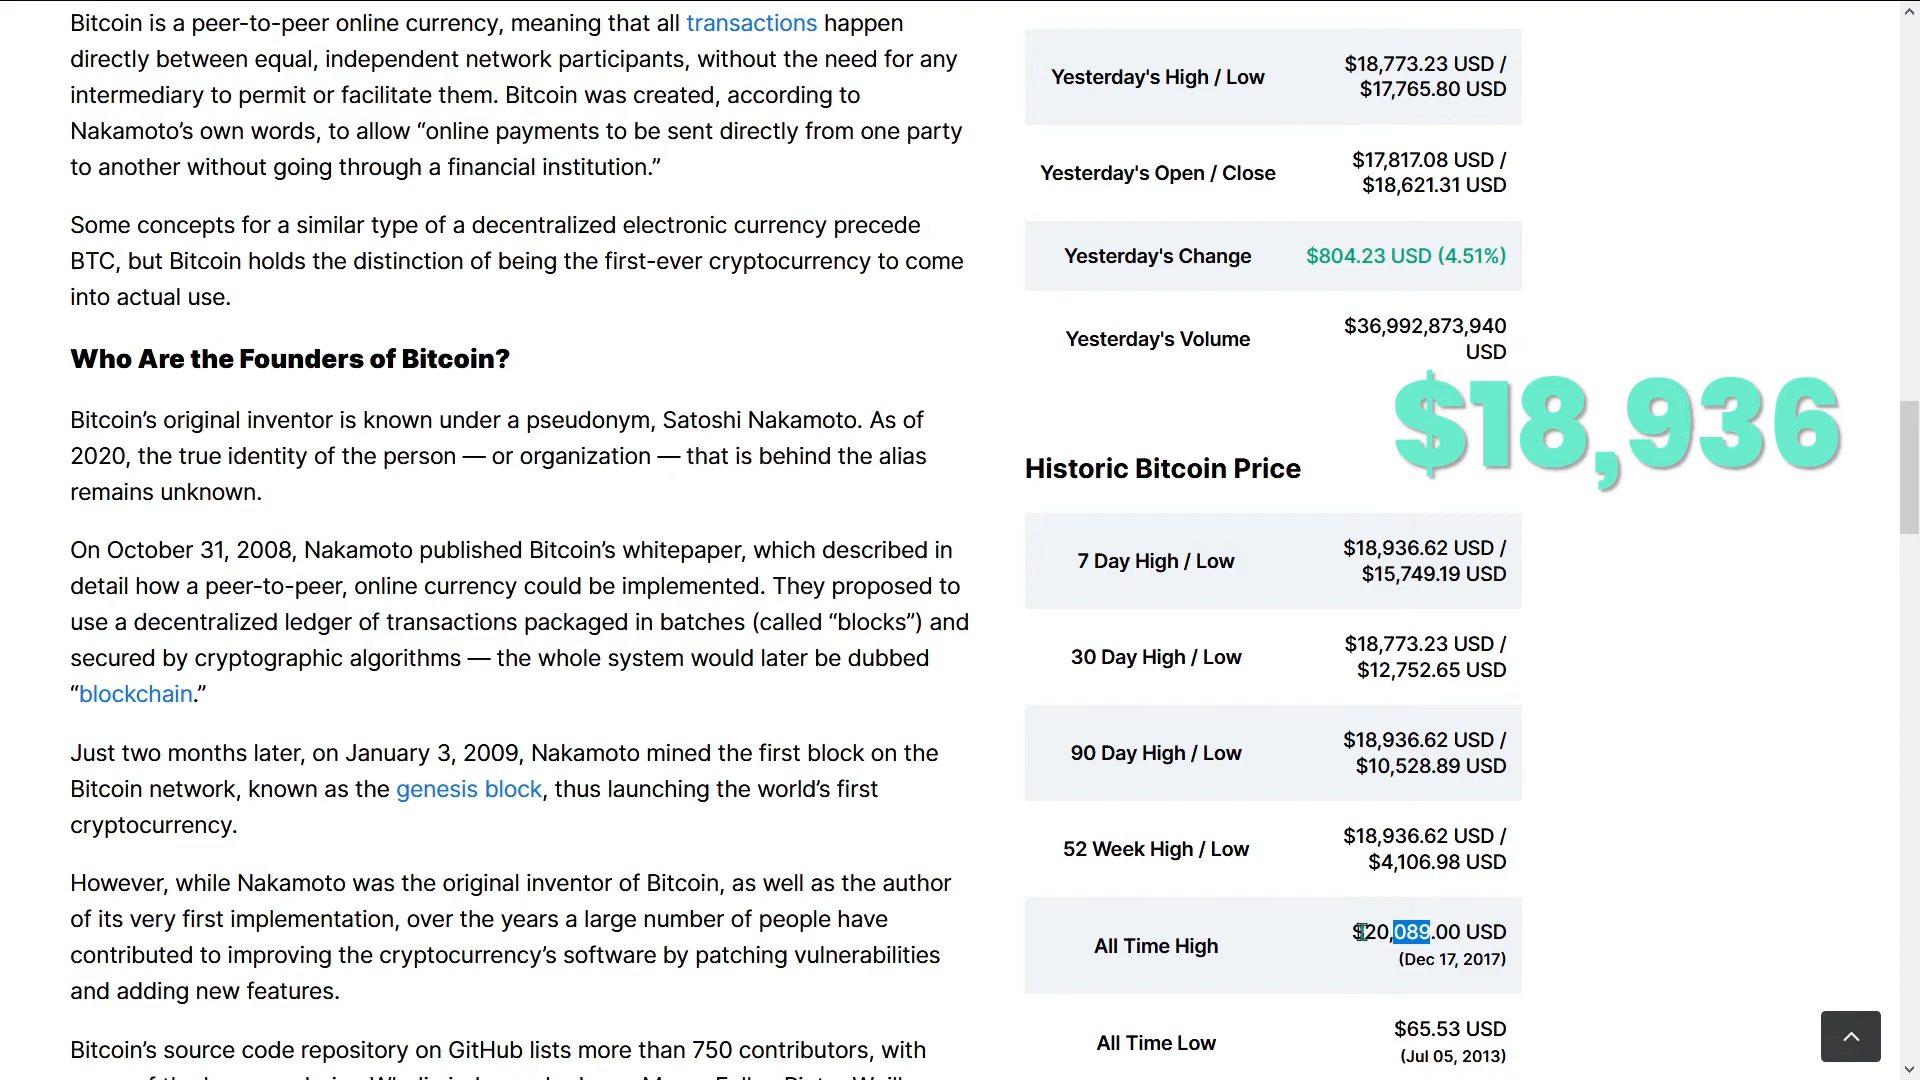 Bitcoin is a peer-to-peer online currency, meaning that all transactions happen
directly between equal, independent network participants, without the need for any
intermediary to permit or facilitate them. Bitcoin was created, according to
Nakamoto’s own words, to allow “online payments to be sent directly from one party
to another without going through a financial institution.”
Some concepts for a similar type of a decentralized electronic currency precede
BTC, but Bitcoin holds the distinction of being the first-ever cryptocurrency to come
into actual use.
Who Are the Founders of Bitcoin?
Bitcoin’s original inventor is known under a pseudonym, Satoshi Nakamoto. As of
2020, the true identity of the person — or organization — that is behind the alias
remains unknown.
On October 31, 2008, Nakamoto published Bitcoin’s whitepaper, which described in
detail how a peer-to-peer, online currency could be implemented. They proposed to
use a decentralized ledger of transactions packaged in batches (called “blocks”) and
secured by cryptographic algorithms — the whole system would later be dubbed
“blockchain.”
Just two months later, on January 3, 2009, Nakamoto mined the first block on the
Bitcoin network, known as the genesis block, thus launching the world’s first
cryptocurrency.
However, while Nakamoto was the original inventor of Bitcoin, as well as the author
of its very first implementation, over the years a large number of people have
contributed to improving the cryptocurrency’s software by patching vulnerabilities
and adding new features.
Bitcoin’s source code repository on GitHub lists more than 750 contributors, with
Yesterday's High / Low
$18,773.23 USD /
$17,765.80 USD
Yesterday's Open / Close
$17,817.08 USD /
$18,621.31 USD
Yesterday's Change
$804.23 USD (4.51%)
Yesterday's Volume
$36,992,873,940
USD
$18,936
Historic Bitcoin Price
7 Day High / Low
$18,936.62 USD /
$15,749.19 USD
30 Day High / Low
$18,773.23 USD /
$12,752.65 USD
90 Day High / Low
$18,936.62 USD /
$10,528.89 USD
52 Week High / Low
$18,936.62 USD /
$4,106.98 USD
All Time High
$20,089.00 USD
(Dec 17, 2017)
All Time Low
$65.53 USD
(Jul 05, 2013)